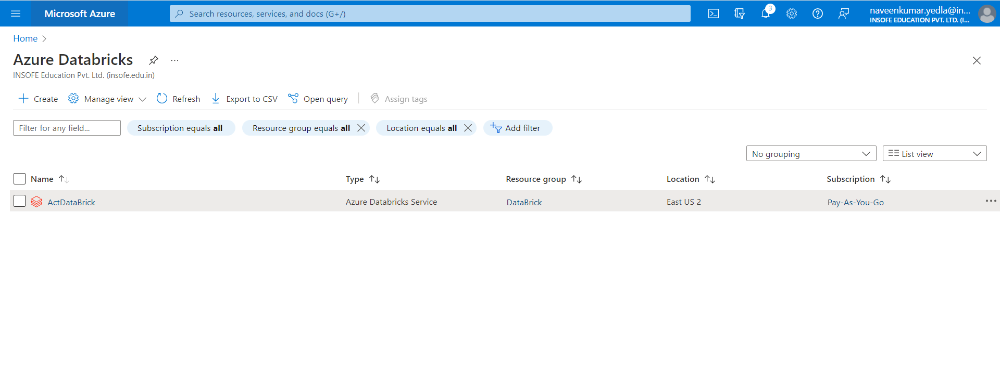 Microsoft Azure
Search resources, services, and docs (G+/)
3
naveenkumar.yedla@in...
INSOFE EDUCATION PVT. LTD. (I...
Home
Azure Databricks
...
INSOFE Education Pvt. Ltd. (insofe.edu.in)
Create
Manage view
Refresh
Export to CSV
Open query
Assign tags
Filter for any field...
Subscription equals all
Resource group equals all
Location equals all
Add filter
No grouping
List view
Name
Type
Resource group
Location
Subscription
ActDataBrick
Azure Databricks Service
DataBrick
East US 2
Pay-As-You-Go
...